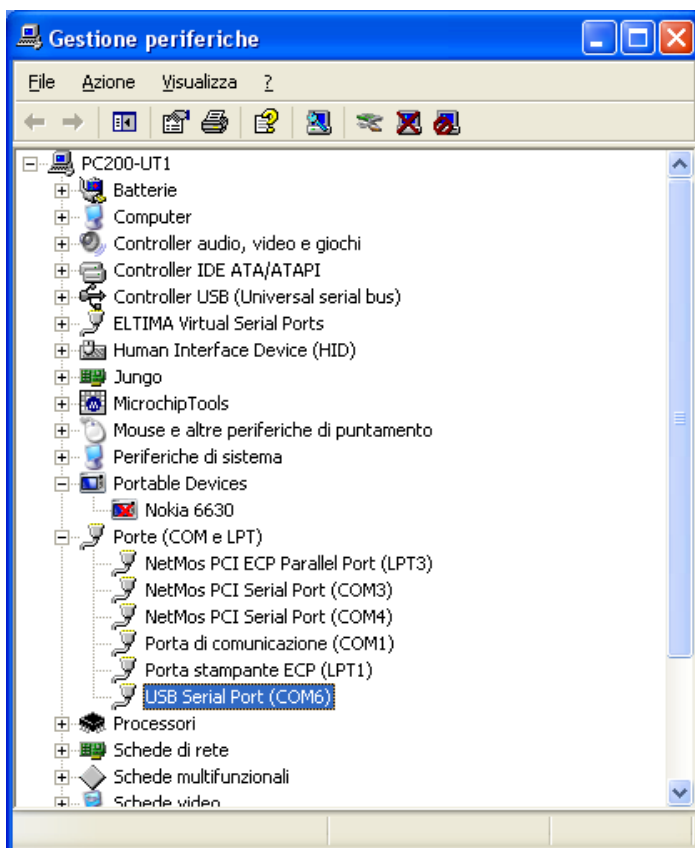 Gestione periferiche
File Azione Visualizza ?
PC200-UT1
Batterie
Computer
Controller audio, video e giochi
Controller IDE ATA/ATAPI
Controller USB (Universal serial bus)
ELTIMA Virtual Serial Ports
Human Interface Device (HID)
Jungo
MicrochipTools
Mouse e altre periferiche di puntamento
Periferiche di sistema
Portable Devices
Nokia 6630
Porte (COM e LPT)
NetMos PCI ECP Parallel Port (LPT3)
NetMos PCI Serial Port (COM3)
NetMos PCI Serial Port (COM4)
Porta di comunicazione (COM1)
Porta stampante ECP (LPT1)
USB Serial Port (COM6)
Processori
Schede di rete
Schede multifunzionali
Schede video